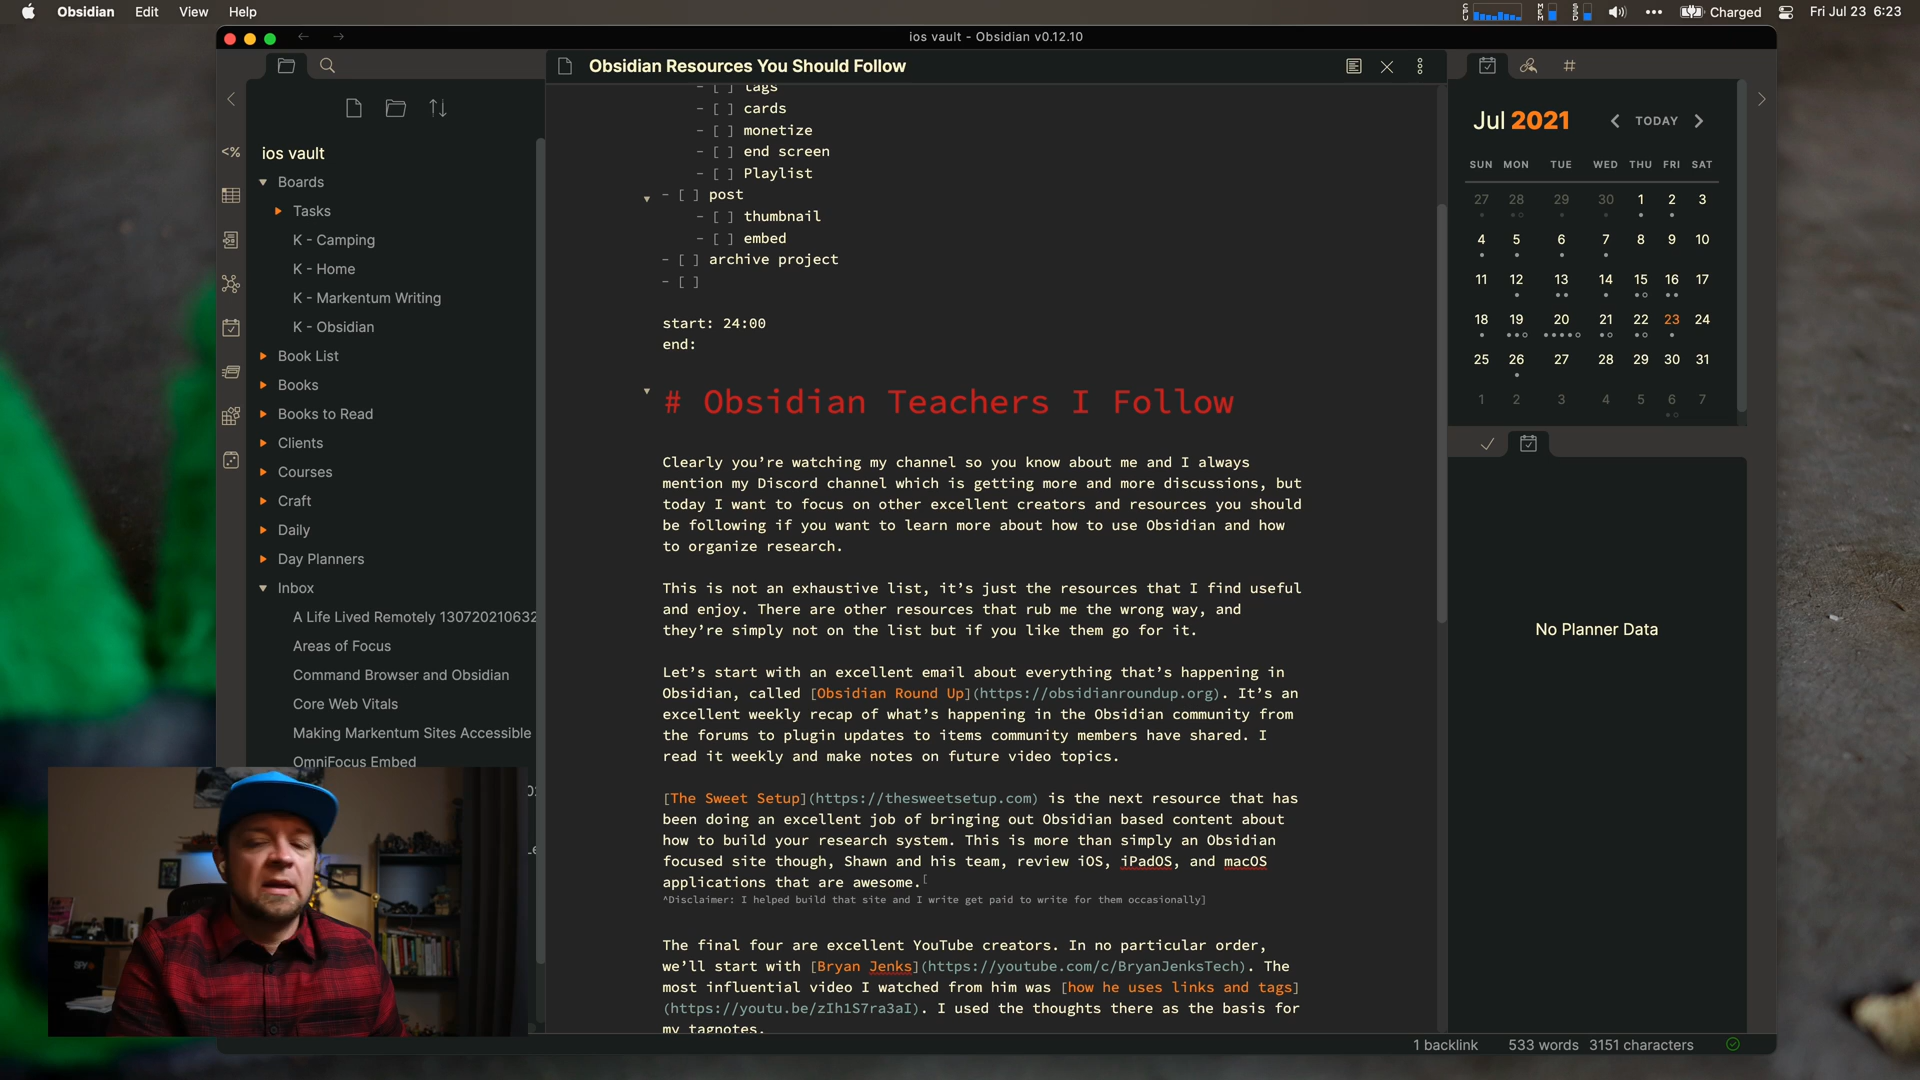 Obsidian Edit View Help
CPU MEM SSD Charged Fri Jul 23 6:23
ios vault - Obsidian v0.12.10
Obsidian Resources You Should Follow
<%
ios vault
Boards
Tasks
K - Camping
K - Home
K - Markentum Writing
K - Obsidian
Book List
Books
Books to Read
Clients
Courses
Craft
Daily
Day Planners
Inbox
A Life Lived Remotely 13072021063
Areas of Focus
Command Browser and Obsidian
Core Web Vitals
Making Markentum Sites Accessible
OmniFocus Embed
- [ ] tags
- [ ] cards
- [ ] monetize
- [ ] end screen
- [ ] Playlist
- [ ] post
- [ ] thumbnail
- [ ] embed
- [ ] archive project
- [ ]
start: 24:00
end:
# Obsidian Teachers I Follow
Clearly you’re watching my channel so you know about me and I always
mention my Discord channel which is getting more and more discussions, but
today I want to focus on other excellent creators and resources you should
be following if you want to learn more about how to use Obsidian and how
to organize research.
This is not an exhaustive list, it’s just the resources that I find useful
and enjoy. There are other resources that rub me the wrong way, and
they’re simply not on the list but if you like them go for it.
Let’s start with an excellent email about everything that’s happening in
Obsidian, called [Obsidian Round Up](https://obsidianroundup.org). It’s an
excellent weekly recap of what’s happening in the Obsidian community from
the forums to plugin updates to items community members have shared. I
read it weekly and make notes on future video topics.
[The Sweet Setup](https://thesweetsetup.com) is the next resource that has
been doing an excellent job of bringing out Obsidian based content about
how to build your research system. This is more than simply an Obsidian
focused site though, Shawn and his team, review iOS, iPadOS, and macOS
applications that are awesome.[
^Disclaimer: I helped build that site and I write get paid to write for them occasionally]
The final four are excellent YouTube creators. In no particular order,
we’ll start with [Bryan Jenks](https://youtube.com/c/BryanJenksTech). The
most influential video I watched from him was [how he uses links and tags]
(https://youtu.be/zIh1S7ra3aI). I used the thoughts there as the basis for
my tagnotes.
#
Jul 2021 TODAY
SUN MON TUE WED THU FRI SAT
27 28 29 30 1 2 3
4 5 6 7 8 9 10
11 12 13 14 15 16 17
18 19 20 21 22 23 24
25 26 27 28 29 30 31
1 2 3 4 5 6 7
No Planner Data
1 backlink 533 words 3151 characters